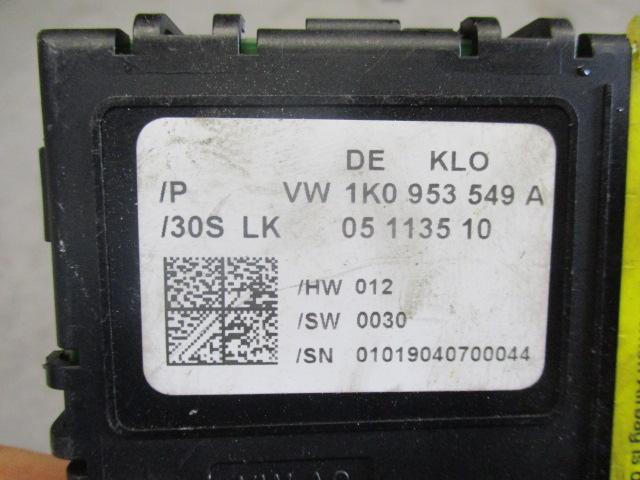 DE KLO
/P VW 1K0 953 549 A
/30S LK 05 1135 10
/HW 012
/SW 0030
/SN 01019040700044